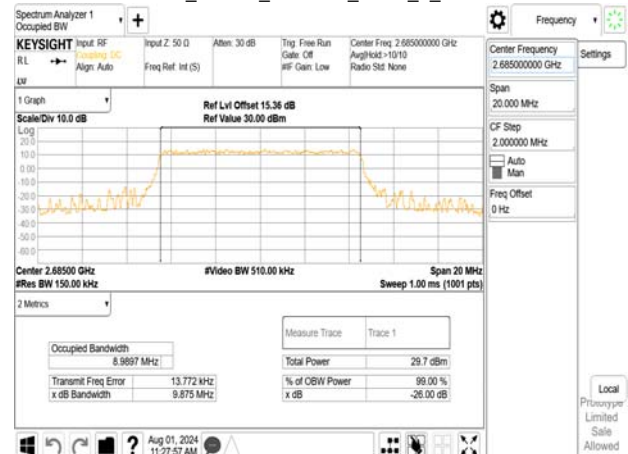 Spectrum Analyzer 1
Occupied BW
Frequency
KEYSIGHT
Input: RF
Input Z: 50 Ω
Atten: 30 dB
Trig: Free Run
Center Freq: 2.685000000 GHz
RL
Coupling: DC
Gate: Off
Avg|Hold:>10/10
Align: Auto
Freq Ref: Int (S)
#IF Gain: Low
Radio Std: None
Center Frequency
2.685000000 GHz
Settings
Span
20.000 MHz
CF Step
2.000000 MHz
Auto
Man
Freq Offset
0 Hz
1 Graph
Ref Lvl Offset 15.36 dB
Scale/Div 10.0 dB
Ref Value 30.00 dBm
Log
20.0
10.0
0.00
-10.0
-20.0
-30.0
-40.0
-50.0
-60.0
Center 2.68500 GHz
#Video BW 510.00 kHz
Span 20 MHz
#Res BW 150.00 kHz
Sweep 1.00 ms (1001 pts)
2 Metrics
Measure Trace
Trace 1
Occupied Bandwidth
8.9897 MHz
Total Power
29.7 dBm
Transmit Freq Error
13.772 kHz
% of OBW Power
99.00 %
x dB Bandwidth
9.875 MHz
x dB
-26.00 dB
Local
Prototype
Limited
Sale
Allowed
Aug 01, 2024
11:27:57 AM